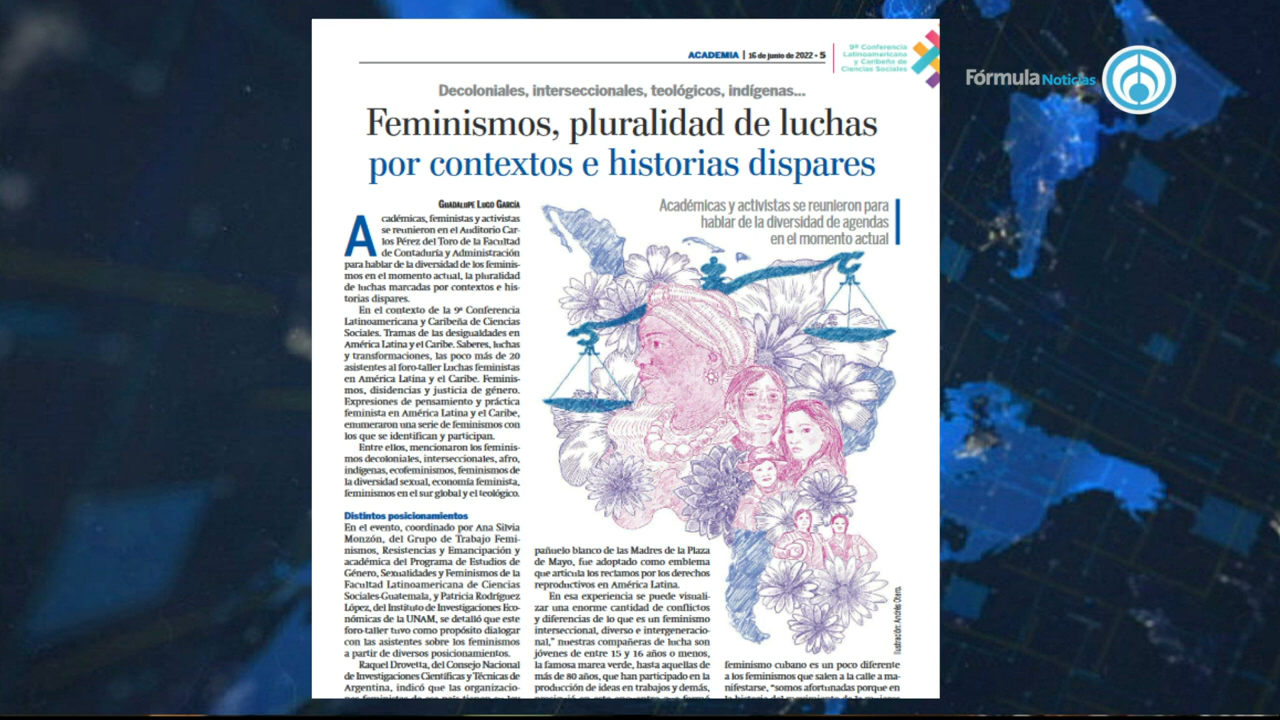 ACADEMIA | 16 de junio de 2022 • 5
9ª Conferencia
Latinoamericana
y Caribeña de
Ciencias Sociales
Fórmula Noticias
Decoloniales, interseccionales, teológicos, indígenas...
Feminismos, pluralidad de luchas
por contextos e historias dispares
Académicas y activistas se reunieron para
hablar de la diversidad de agendas
en el momento actual
Guadalupe Lugo García
Académicas, feministas y activistas
se reunieron en el Auditorio Car-
los Pérez del Toro de la Facultad
de Contaduría y Administración
para hablar de la diversidad de los feminis-
mos en el momento actual, la pluralidad
de luchas marcadas por contextos e his-
torias dispares.
En el contexto de la 9ª Conferencia
Latinoamericana y Caribeña de Ciencias
Sociales. Tramas de las desigualdades en
América Latina y el Caribe. Saberes, luchas
y transformaciones, las poco más de 20
asistentes al foro-taller Luchas feministas
en América Latina y el Caribe. Feminis-
mos, disidencias y justicia de género.
Expresiones de pensamiento y práctica
feminista en América Latina y el Caribe,
enumeraron una serie de feminismos con
los que se identifican y participan.
Entre ellos, mencionaron los feminis-
mos decoloniales, interseccionales, afro,
indígenas, ecofeminismos, feminismos de
la diversidad sexual, economía feminista,
feminismos en el sur global y el teológico.
Distintos posicionamientos
En el evento, coordinado por Ana Silvia
Monzón, del Grupo de Trabajo Femi-
nismos, Resistencias y Emancipación y
académica del Programa de Estudios de
Género, Sexualidades y Feminismos de la
Facultad Latinoamericana de Ciencias
Sociales-Guatemala, y Patricia Rodríguez
López, del Instituto de Investigaciones Eco-
nómicas de la UNAM, se detalló que este
foro-taller tuvo como propósito dialogar
con las asistentes sobre los feminismos
a partir de diversos posicionamientos.
Raquel Drovetta, del Consejo Nacional
de Investigaciones Científicas y Técnicas de
Argentina, indicó que las organizacio-
pañuelo blanco de las Madres de la Plaza
de Mayo, fue adoptado como emblema
que articula los reclamos por los derechos
reproductivos en América Latina.
En esa experiencia se puede visuali-
zar una enorme cantidad de conflictos
y diferencias de lo que es un feminismo
interseccional, diverso e intergeneracio-
nal,” nuestras compañeras de lucha son
jóvenes de entre 15 y 16 años o menos,
la famosa marea verde, hasta aquellas de
más de 80 años, que han participado en la
producción de ideas en trabajos y demás,
feminismo cubano es un poco diferente
a los feminismos que salen a la calle a ma-
nifestarse, “somos afortunadas porque en
Ilustración: Andrés Otero.